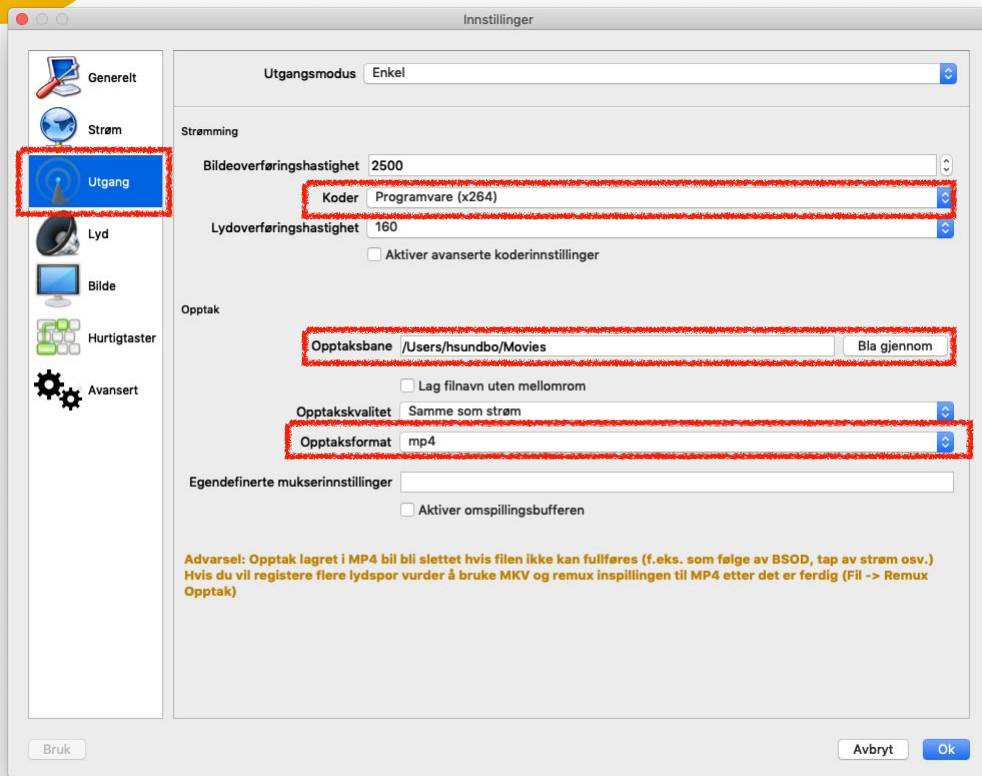 Innstillinger
Generelt
Strøm
Utgang
Lyd
Bilde
Hurtigtaster
Avansert
Utgangsmodus Enkel
Strømming
Bildeoverføringshastighet 2500
Koder Programvare (x264)
Lydoverføringshastighet 160
Aktiver avanserte koderinnstillinger
Opptak
Opptaksbane /Users/hsundbo/Movies Bla gjennom
Lag filnavn uten mellomrom
Opptakskvalitet Samme som strøm
Opptaksformat mp4
Egendefinerte mukserinnstillinger
Aktiver omspillingsbufferen
Advarsel: Opptak lagret i MP4 bil bli slettet hvis filen ikke kan fullføres (f.eks. som følge av BSOD, tap av strøm osv.)
Hvis du vil registere flere lydspor vurder å bruke MKV og remux inspillingen til MP4 etter det er ferdig (Fil -> Remux
Opptak)
Bruk Avbryt Ok